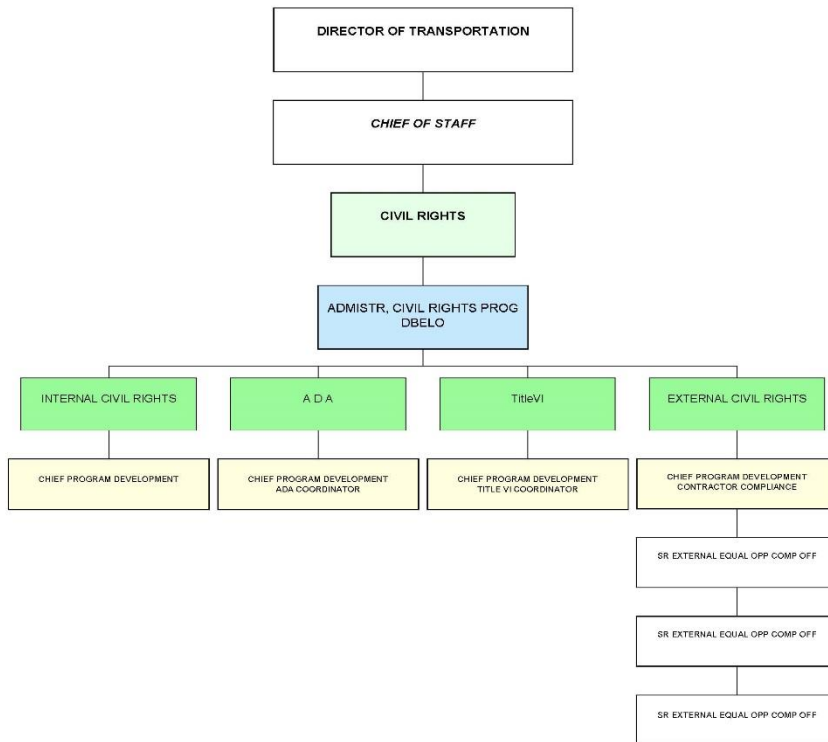 DIRECTOR OF TRANSPORTATION
CHIEF OF STAFF
CIVIL RIGHTS
ADMISTR, CIVIL RIGHTS PROG
DBELO
INTERNAL CIVIL RIGHTS
A D A
TitleVI
EXTERNAL CIVIL RIGHTS
CHIEF PROGRAM DEVELOPMENT
CHIEF PROGRAM DEVELOPMENT
ADA COORDINATOR
CHIEF PROGRAM DEVELOPMENT
TITLE VI COORDINATOR
CHIEF PROGRAM DEVELOPMENT
CONTRACTOR COMPLIANCE
SR EXTERNAL EQUAL OPP COMP OFF
SR EXTERNAL EQUAL OPP COMP OFF
SR EXTERNAL EQUAL OPP COMP OFF